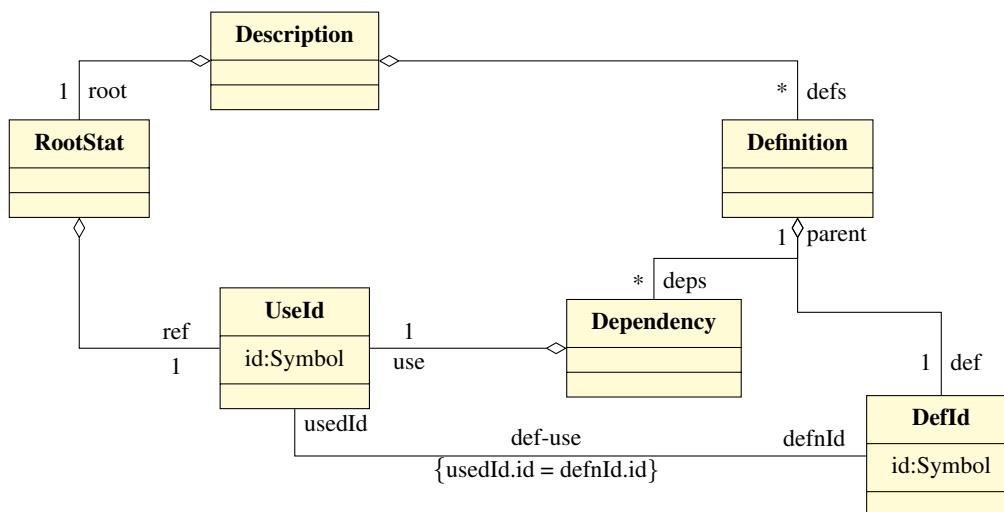 Description
1 root
* defs
RootStat
Definition
1 parent
* deps
UseId
id:Symbol
ref
1
1
use
Dependency
1 def
usedId
def-use
defnId
{usedId.id = defnId.id}
DefId
id:Symbol